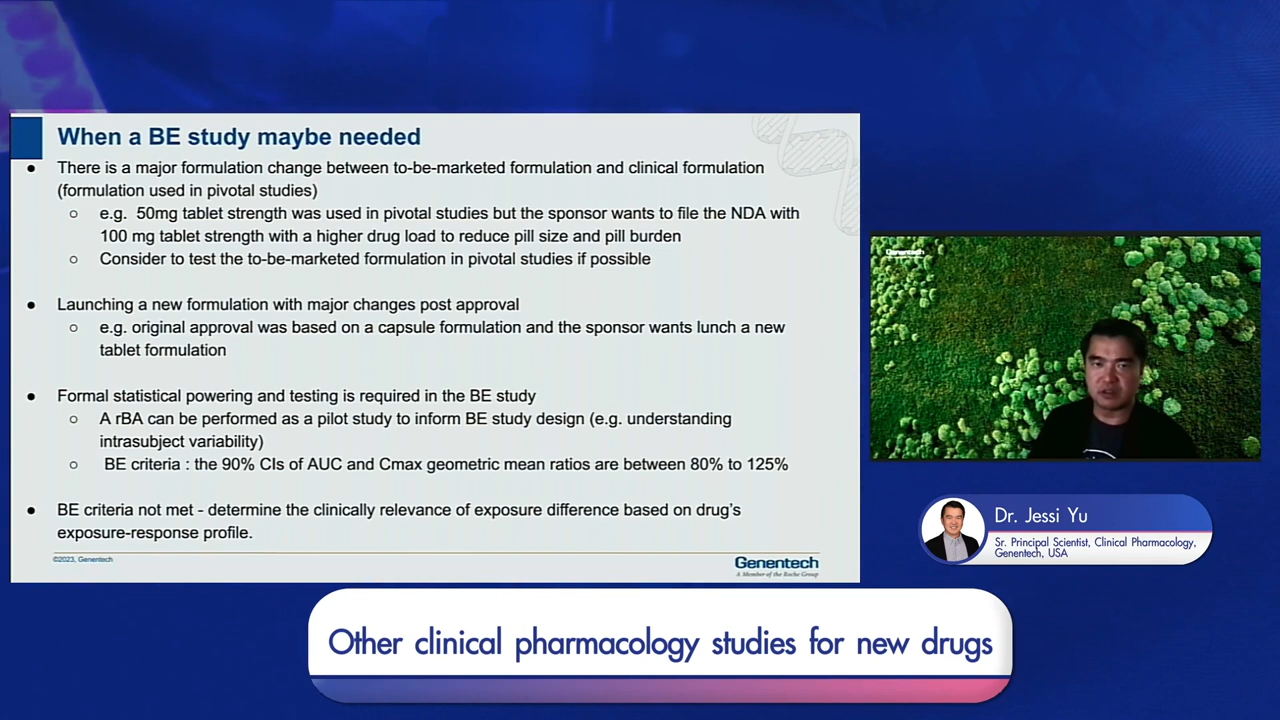 When a BE study maybe needed
● There is a major formulation change between to-be-marketed formulation and clinical formulation
(formulation used in pivotal studies)
○ e.g. 50mg tablet strength was used in pivotal studies but the sponsor wants to file the NDA with
100 mg tablet strength with a higher drug load to reduce pill size and pill burden
○ Consider to test the to-be-marketed formulation in pivotal studies if possible
● Launching a new formulation with major changes post approval
○ e.g. original approval was based on a capsule formulation and the sponsor wants lunch a new
tablet formulation
● Formal statistical powering and testing is required in the BE study
○ A rBA can be performed as a pilot study to inform BE study design (e.g. understanding
intrasubject variability)
○ BE criteria : the 90% CIs of AUC and Cmax geometric mean ratios are between 80% to 125%
● BE criteria not met - determine the clinically relevance of exposure difference based on drug's
exposure-response profile.
©2023, Genentech
Genentech
A Member of the Roche Group
Genentech
Dr. Jessi Yu
Sr. Principal Scientist, Clinical Pharmacology,
Genentech, USA
Other clinical pharmacology studies for new drugs